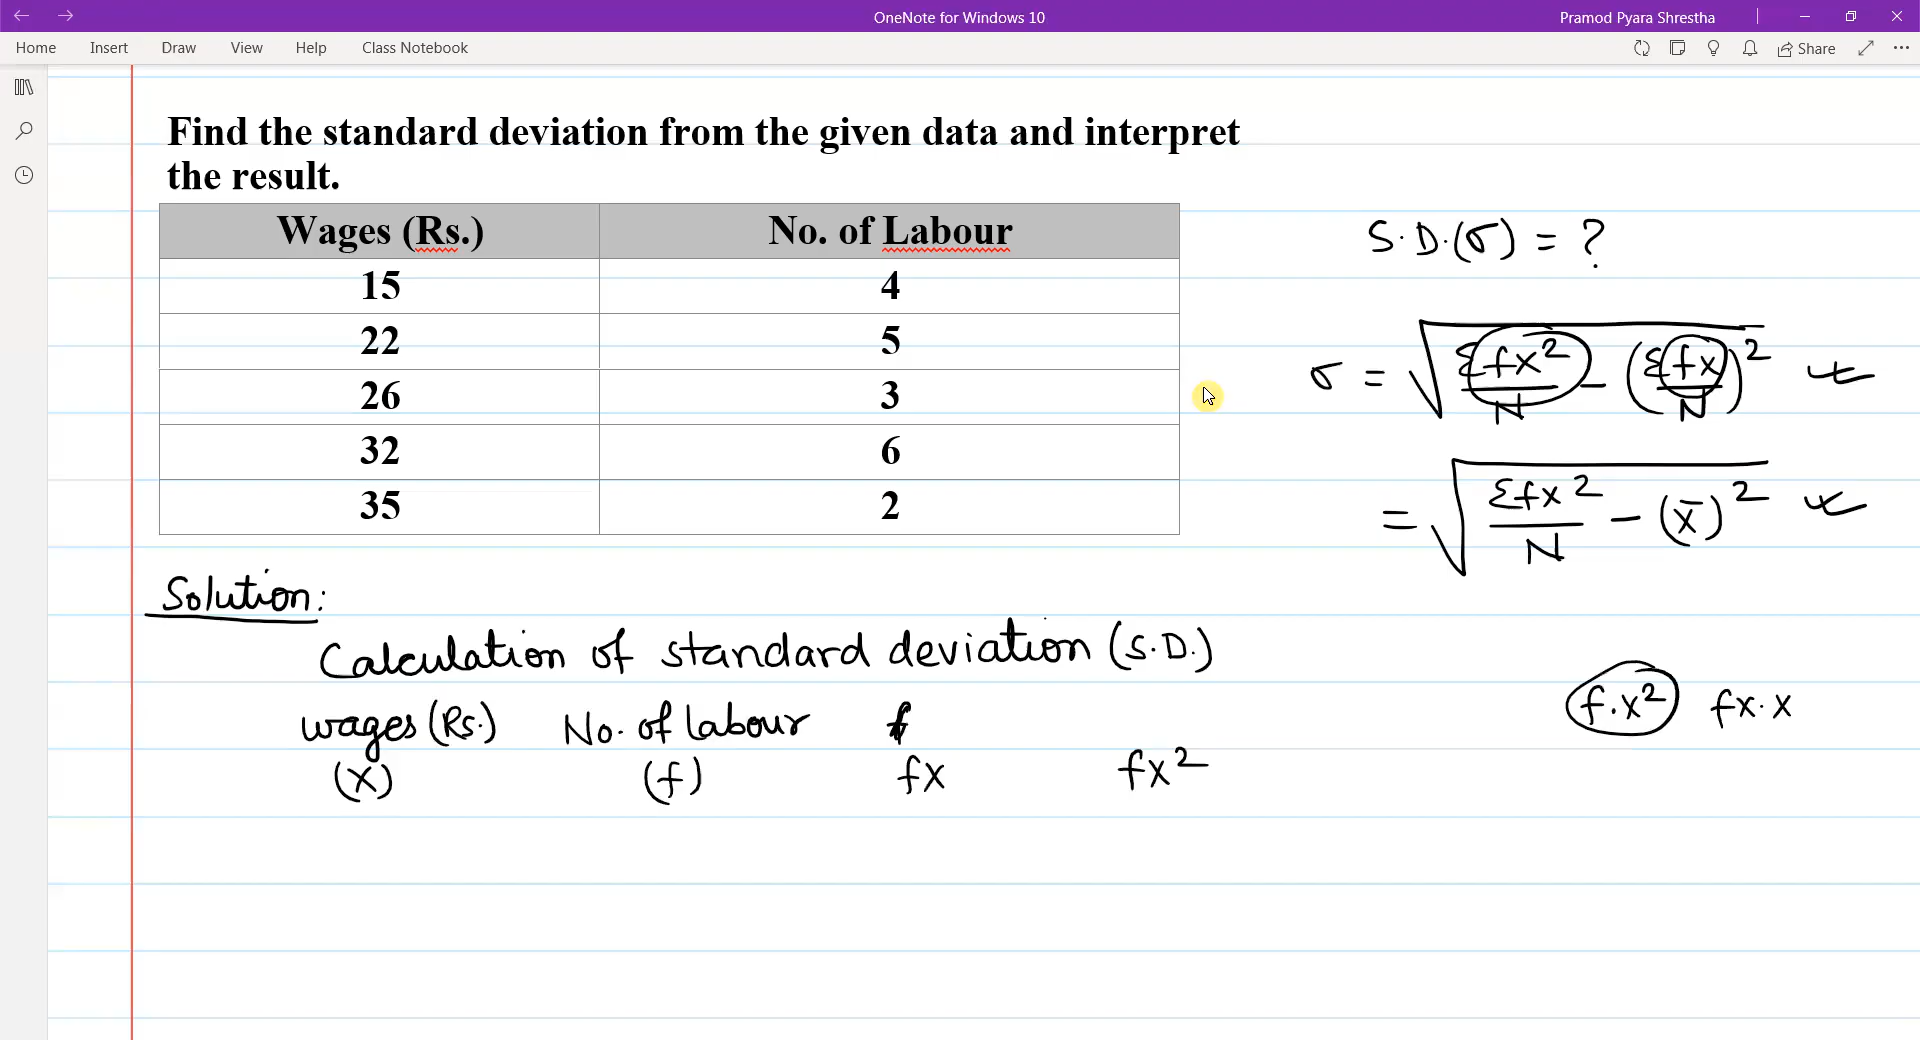 OneNote for Windows 10
Pramod Pyara Shrestha
Home Insert Draw View Help Class Notebook
Share
Find the standard deviation from the given data and interpret
the result.
Wages (Rs.) No. of Labour
15 4
22 5
26 3
32 6
35 2
S.D.(σ) = ?
σ = √(Σfx²/N - (Σfx/N)²)
= √(Σfx²/N - (x̄)²)
Solution:
Calculation of standard deviation (S.D.)
wages (Rs.) No. of labour f
(x) (f) fx fx²
f.x² fx.x